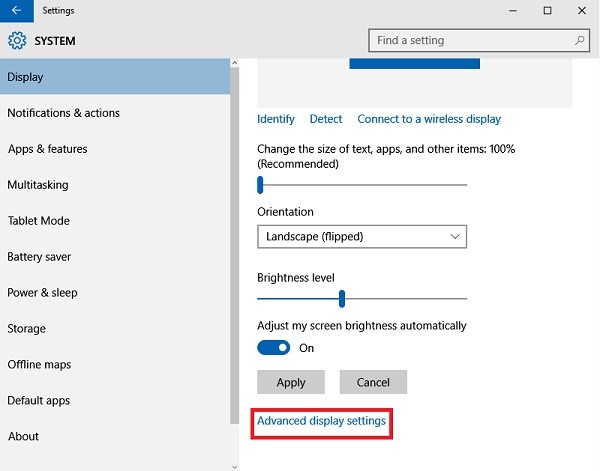 Settings
SYSTEM
Find a setting
Display
Notifications & actions
Apps & features
Multitasking
Tablet Mode
Battery saver
Power & sleep
Storage
Offline maps
Default apps
About
Identify Detect Connect to a wireless display
Change the size of text, apps, and other items: 100%
(Recommended)
Orientation
Landscape (flipped)
Brightness level
Adjust my screen brightness automatically
On
Apply Cancel
Advanced display settings